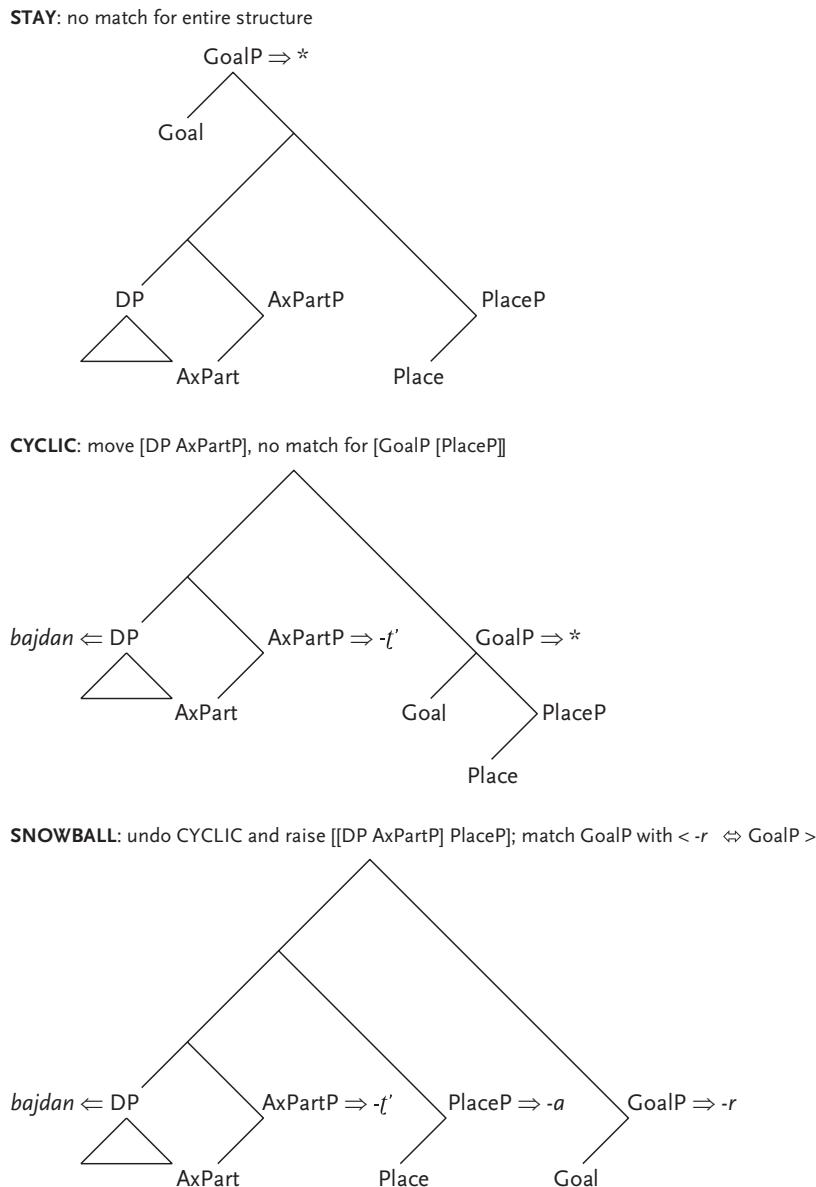 STAY: no match for entire structure
GoalP ⇒ *
Goal
DP AxPartP PlaceP
AxPart Place
CYCLIC: move [DP AxPartP], no match for [GoalP [PlaceP]]
bajdan ⇐ DP AxPartP ⇒ -t̪’ GoalP ⇒ *
AxPart Goal PlaceP
Place
SNOWBALL: undo CYCLIC and raise [[DP AxPartP] PlaceP]; match GoalP with < -r ⇔ GoalP >
bajdan ⇐ DP AxPartP ⇒ -t̪’ PlaceP ⇒ -a GoalP ⇒ -r
AxPart Place Goal